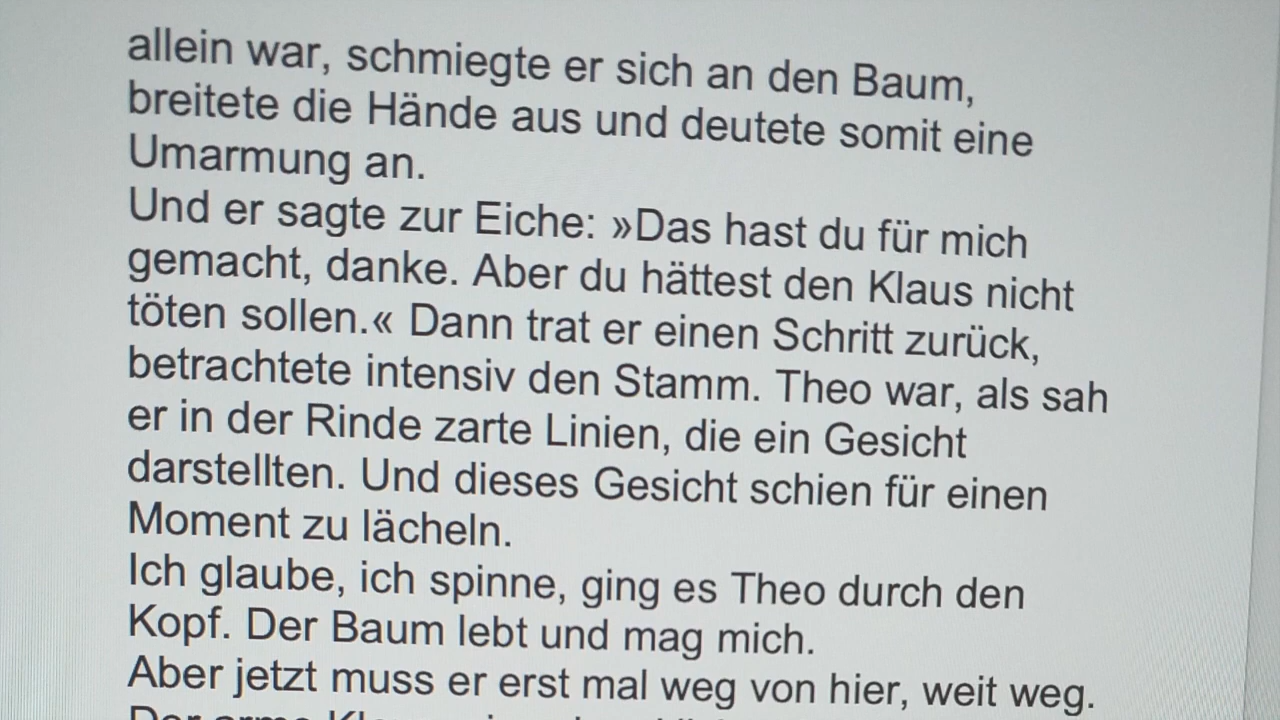 allein war, schmiegte er sich an den Baum,
breitete die Hände aus und deutete somit eine
Umarmung an.
Und er sagte zur Eiche: »Das hast du für mich
gemacht, danke. Aber du hättest den Klaus nicht
töten sollen.« Dann trat er einen Schritt zurück,
betrachtete intensiv den Stamm. Theo war, als sah
er in der Rinde zarte Linien, die ein Gesicht
darstellten. Und dieses Gesicht schien für einen
Moment zu lächeln.
Ich glaube, ich spinne, ging es Theo durch den
Kopf. Der Baum lebt und mag mich.
Aber jetzt muss er erst mal weg von hier, weit weg.